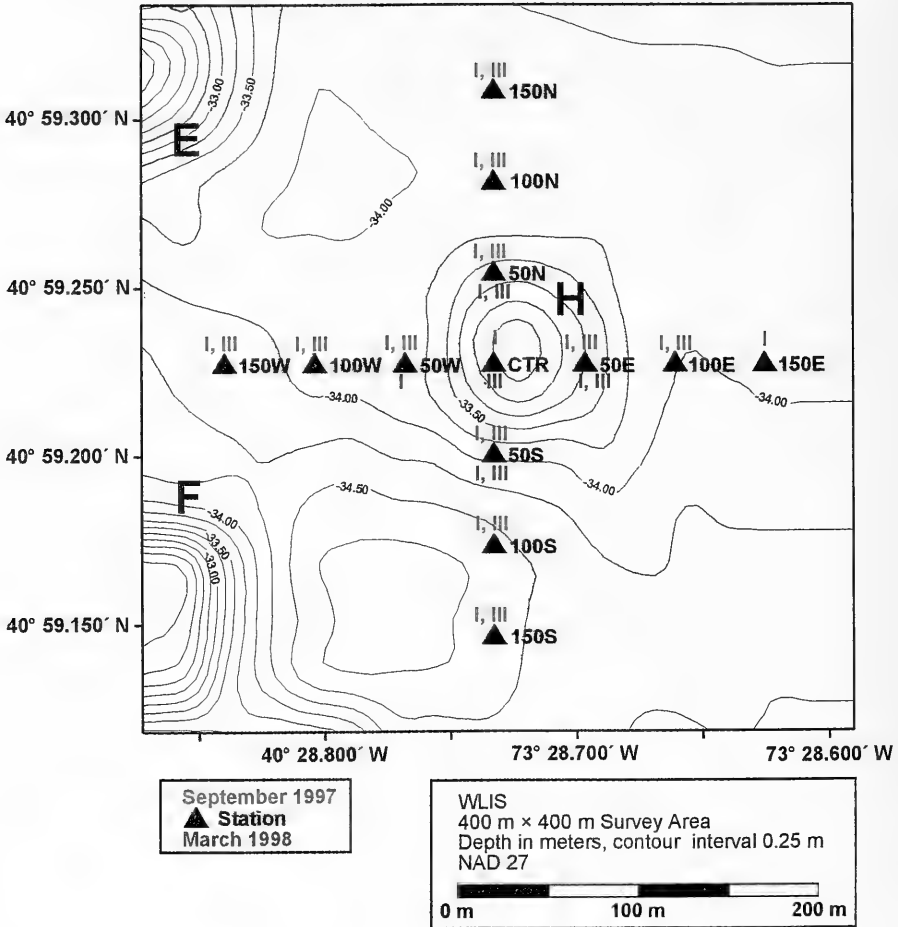 -33.00
-33.50
I, III
150N
40° 59.300´ N
E
I, III
100N
-34.00
I, III
50N
40° 59.250´ N
I, III
H
I, III
150W
I, III
100W
I, III
50W
I
I
CTR
III
I, III
50E
I, III
I, III
100E
I
150E
-34.00
-33.50
-34.00
I, III
50S
40° 59.200´ N
I, III
-34.50
-34.00
F
-34.00
-33.50
-33.00
I, III
100S
I, III
150S
40° 59.150´ N
40° 28.800´ W
73° 28.700´ W
73° 28.600´ W
September 1997
Station
March 1998
WLIS
400 m × 400 m Survey Area
Depth in meters, contour interval 0.25 m
NAD 27
0 m
100 m
200 m